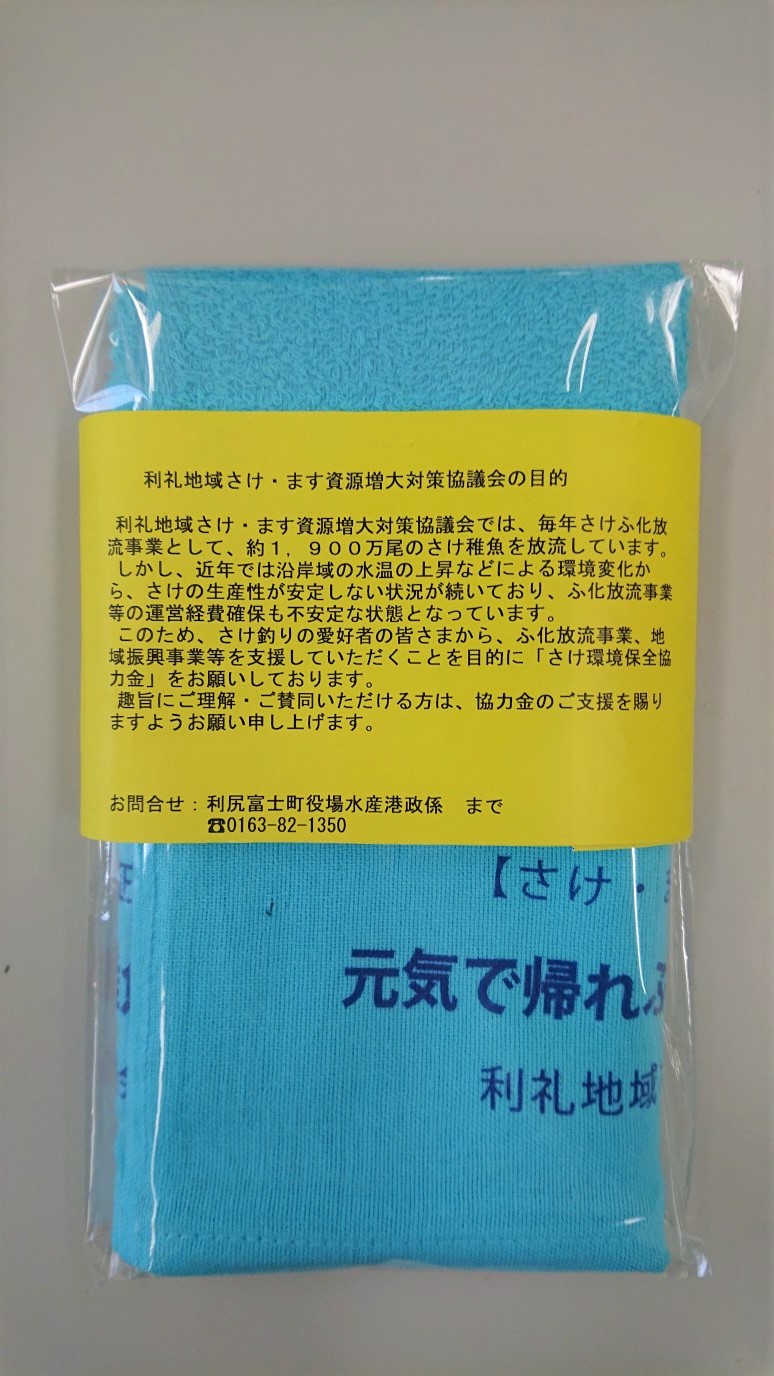 利礼地域さけ・ます資源増大対策協議会の目的
利礼地域さけ・ます資源増大対策協議会では、毎年さけふ化放
流事業として、約１，９００万尾のさけ稚魚を放流しています。
しかし、近年では沿岸域の水温の上昇などによる環境変化か
ら、さけの生産性が安定しない状況が続いており、ふ化放流事業
等の運営経費確保も不安定な状態となっています。
このため、さけ釣りの愛好者の皆さまから、ふ化放流事業、地
域振興事業等を支援していただくことを目的に「さけ環境保全協
力金」をお願いしております。
趣旨にご理解・ご賛同いただける方は、協力金のご支援を賜り
ますようお願い申し上げます。
お問合せ：利尻富士町役場水産港政係　まで
☎0163-82-1350
【さけ・
元気で帰れ
利礼地域